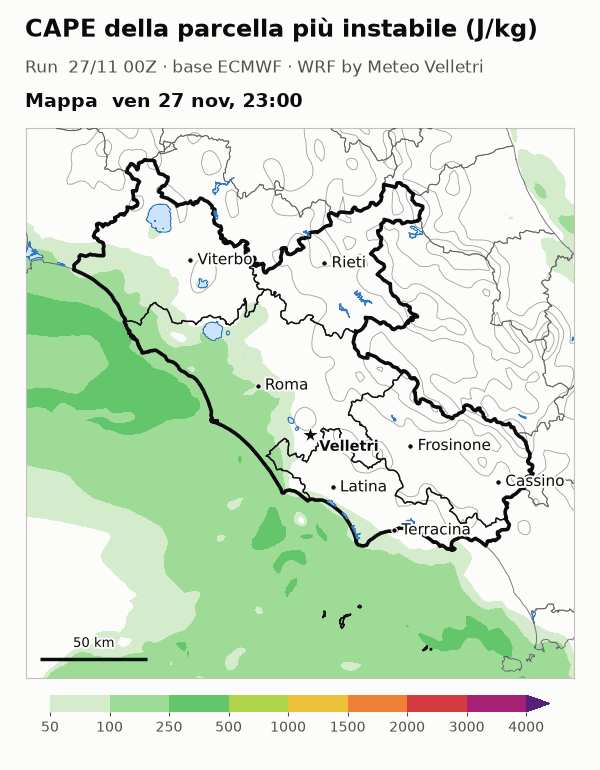 CAPE della parcella più instabile (J/kg)
Run  27/11 00Z · base ECMWF · WRF by Meteo Velletri
Mappa  ven 27 nov, 23:00
Viterbo
Rieti
Roma
Velletri
Frosinone
Cassino
Latina
Terracina
50 km
50 100 250 500 1000 1500 2000 3000 4000